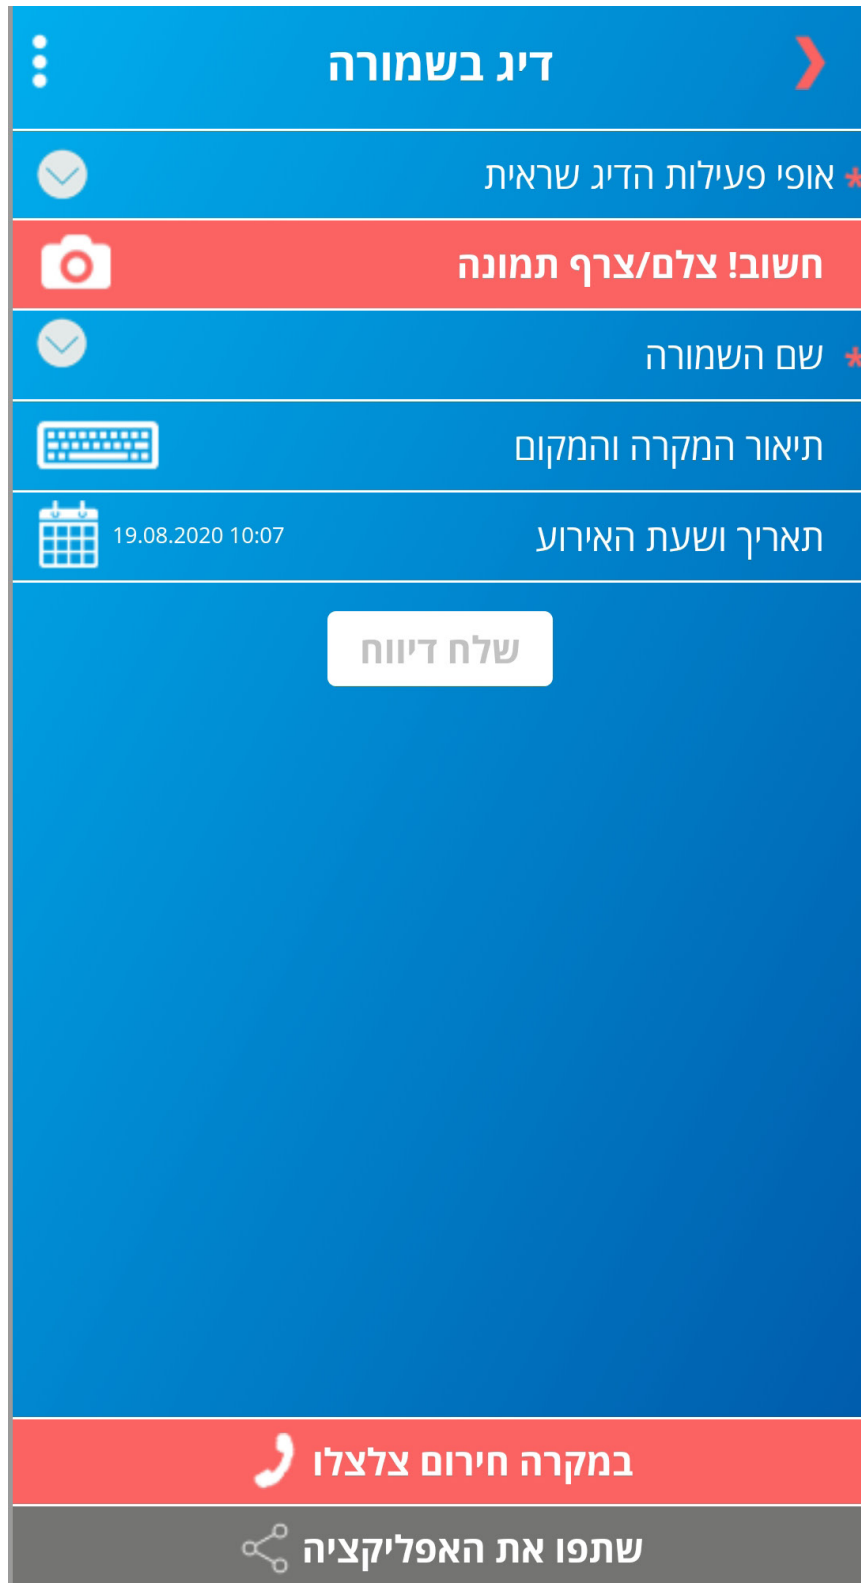 דיג בשמורה
* אופי פעילות הדיג שראית
חשוב! צלם/צרף תמונה
* שם השמורה
תיאור המקרה והמקום
תאריך ושעת האירוע 19.08.2020 10:07
שלח דיווח
במקרה חירום צלצלו
שתפו את האפליקציה